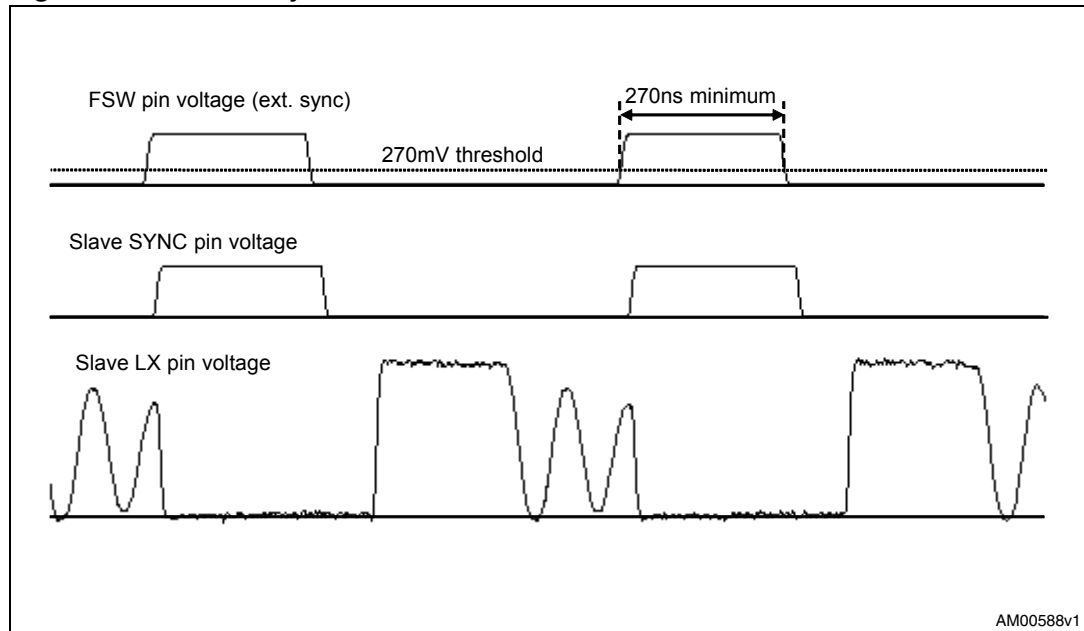 FSW pin voltage (ext. sync)
270ns minimum
270mV threshold
Slave SYNC pin voltage
Slave LX pin voltage
AM00588v1